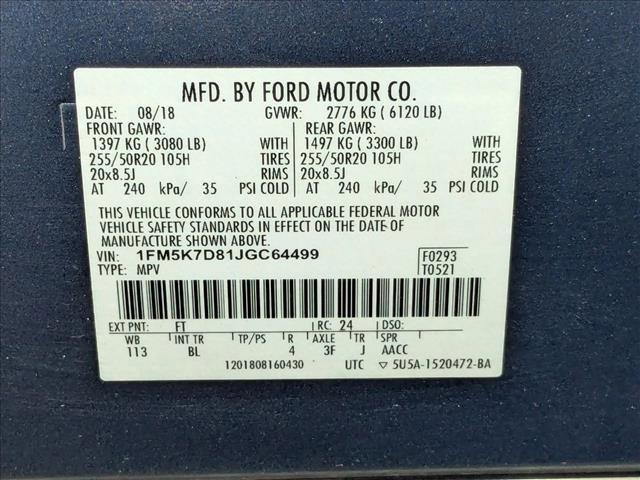 MFD. BY FORD MOTOR CO.
DATE: 08/18 GVWR: 2776 KG ( 6120 LB)
FRONT GAWR: REAR GAWR:
1397 KG ( 3080 LB) WITH 1497 KG ( 3300 LB) WITH
255/50R20 105H TIRES 255/50R20 105H TIRES
20x8.5J RIMS 20x8.5J RIMS
AT 240 kPa/ 35 PSI COLD AT 240 kPa/ 35 PSI COLD
THIS VEHICLE CONFORMS TO ALL APPLICABLE FEDERAL MOTOR
VEHICLE SAFETY STANDARDS IN EFFECT ON THE DATE OF
MANUFACTURE SHOWN ABOVE.
VIN: 1FM5K7D81JGC64499 F0293
TYPE: MPV T0521
EXT PNT: FT RC: 24 DSO:
WB INT TR TP/PS R AXLE TR SPR
113 BL 4 3F J AACC
1201808160430 UTC ▽ 5U5A-1520472-BA